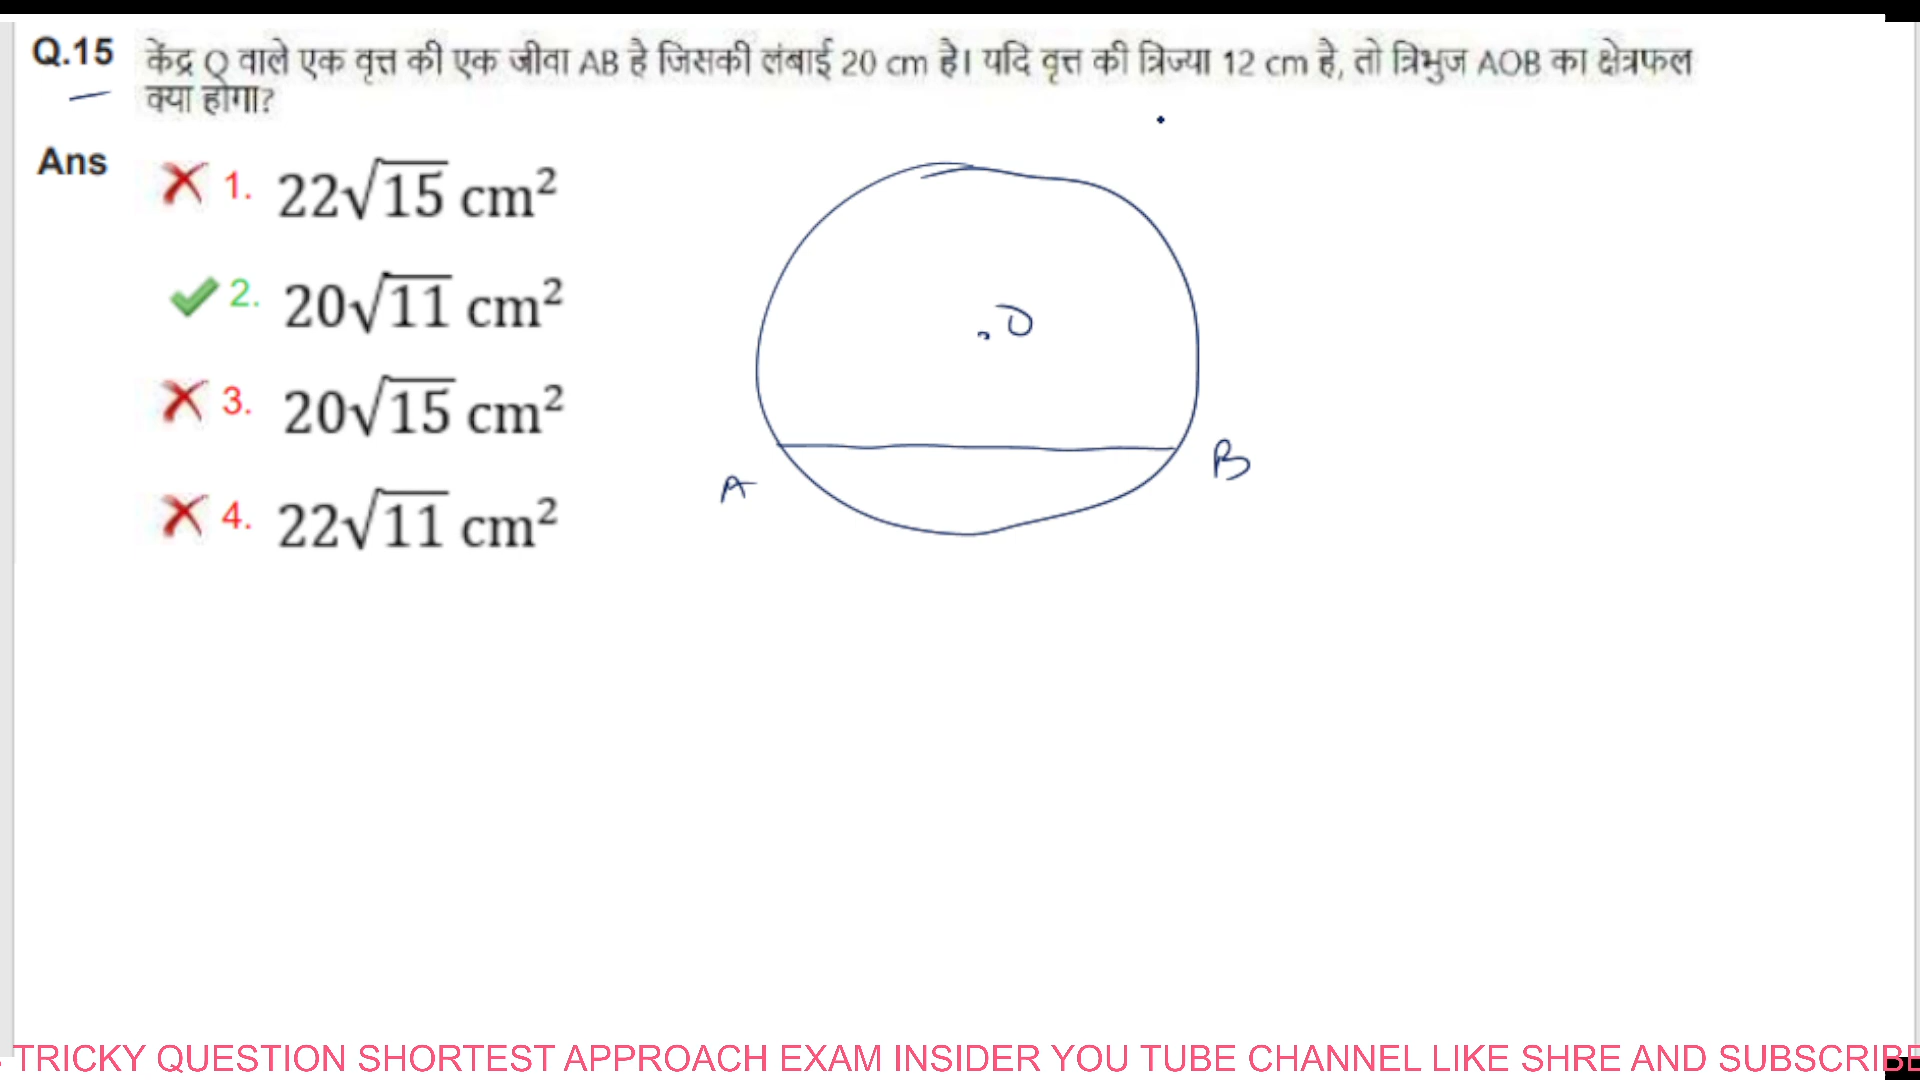 Q.15 केंद्र O वाले एक वृत्त की एक जीवा AB है जिसकी लंबाई 20 cm है। यदि वृत्त की त्रिज्या 12 cm है, तो त्रिभुज AOB का क्षेत्रफल
क्या होगा?
Ans
1. 22√15 cm²
2. 20√11 cm²
3. 20√15 cm²
4. 22√11 cm²
O
A
B
TRICKY QUESTION SHORTEST APPROACH EXAM INSIDER YOU TUBE CHANNEL LIKE SHRE AND SUBSCRIBE